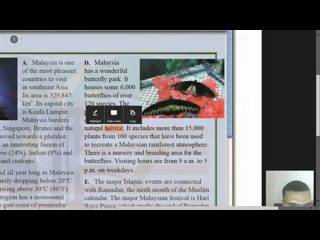 A. Malaysia is one
of the most pleasant
countries to visit
in southeast Asia.
Its area is 329.847
km². Its capital city
is Kuala Lumpur.
Malaysia borders
, Singapore, Brunei and the
moved towards a pluralist
an interesting fusion of
se (24%), Indian (8%) and
and customs.
id all year long in Malaysia
arely dropping below 20°C
rising above 30°C (86°F)
region has a monsoonal
D. Malaysia
has a wonderful
butterfly park. It
houses some 6,000
butterflies of over
120 species. The
natural habitat. It includes more than 15,000
plants from 100 species that have been used
to recreate a Malaysian rainforest atmosphere.
There is a nursery and breeding area for the
butterflies. Visiting hours are from 9 a.m. to 5
p.m. on weekdays.
E. The major Islamic events are connected
with Ramadan, the ninth month of the Muslim
calendar. The major Malaysian festival is Hari